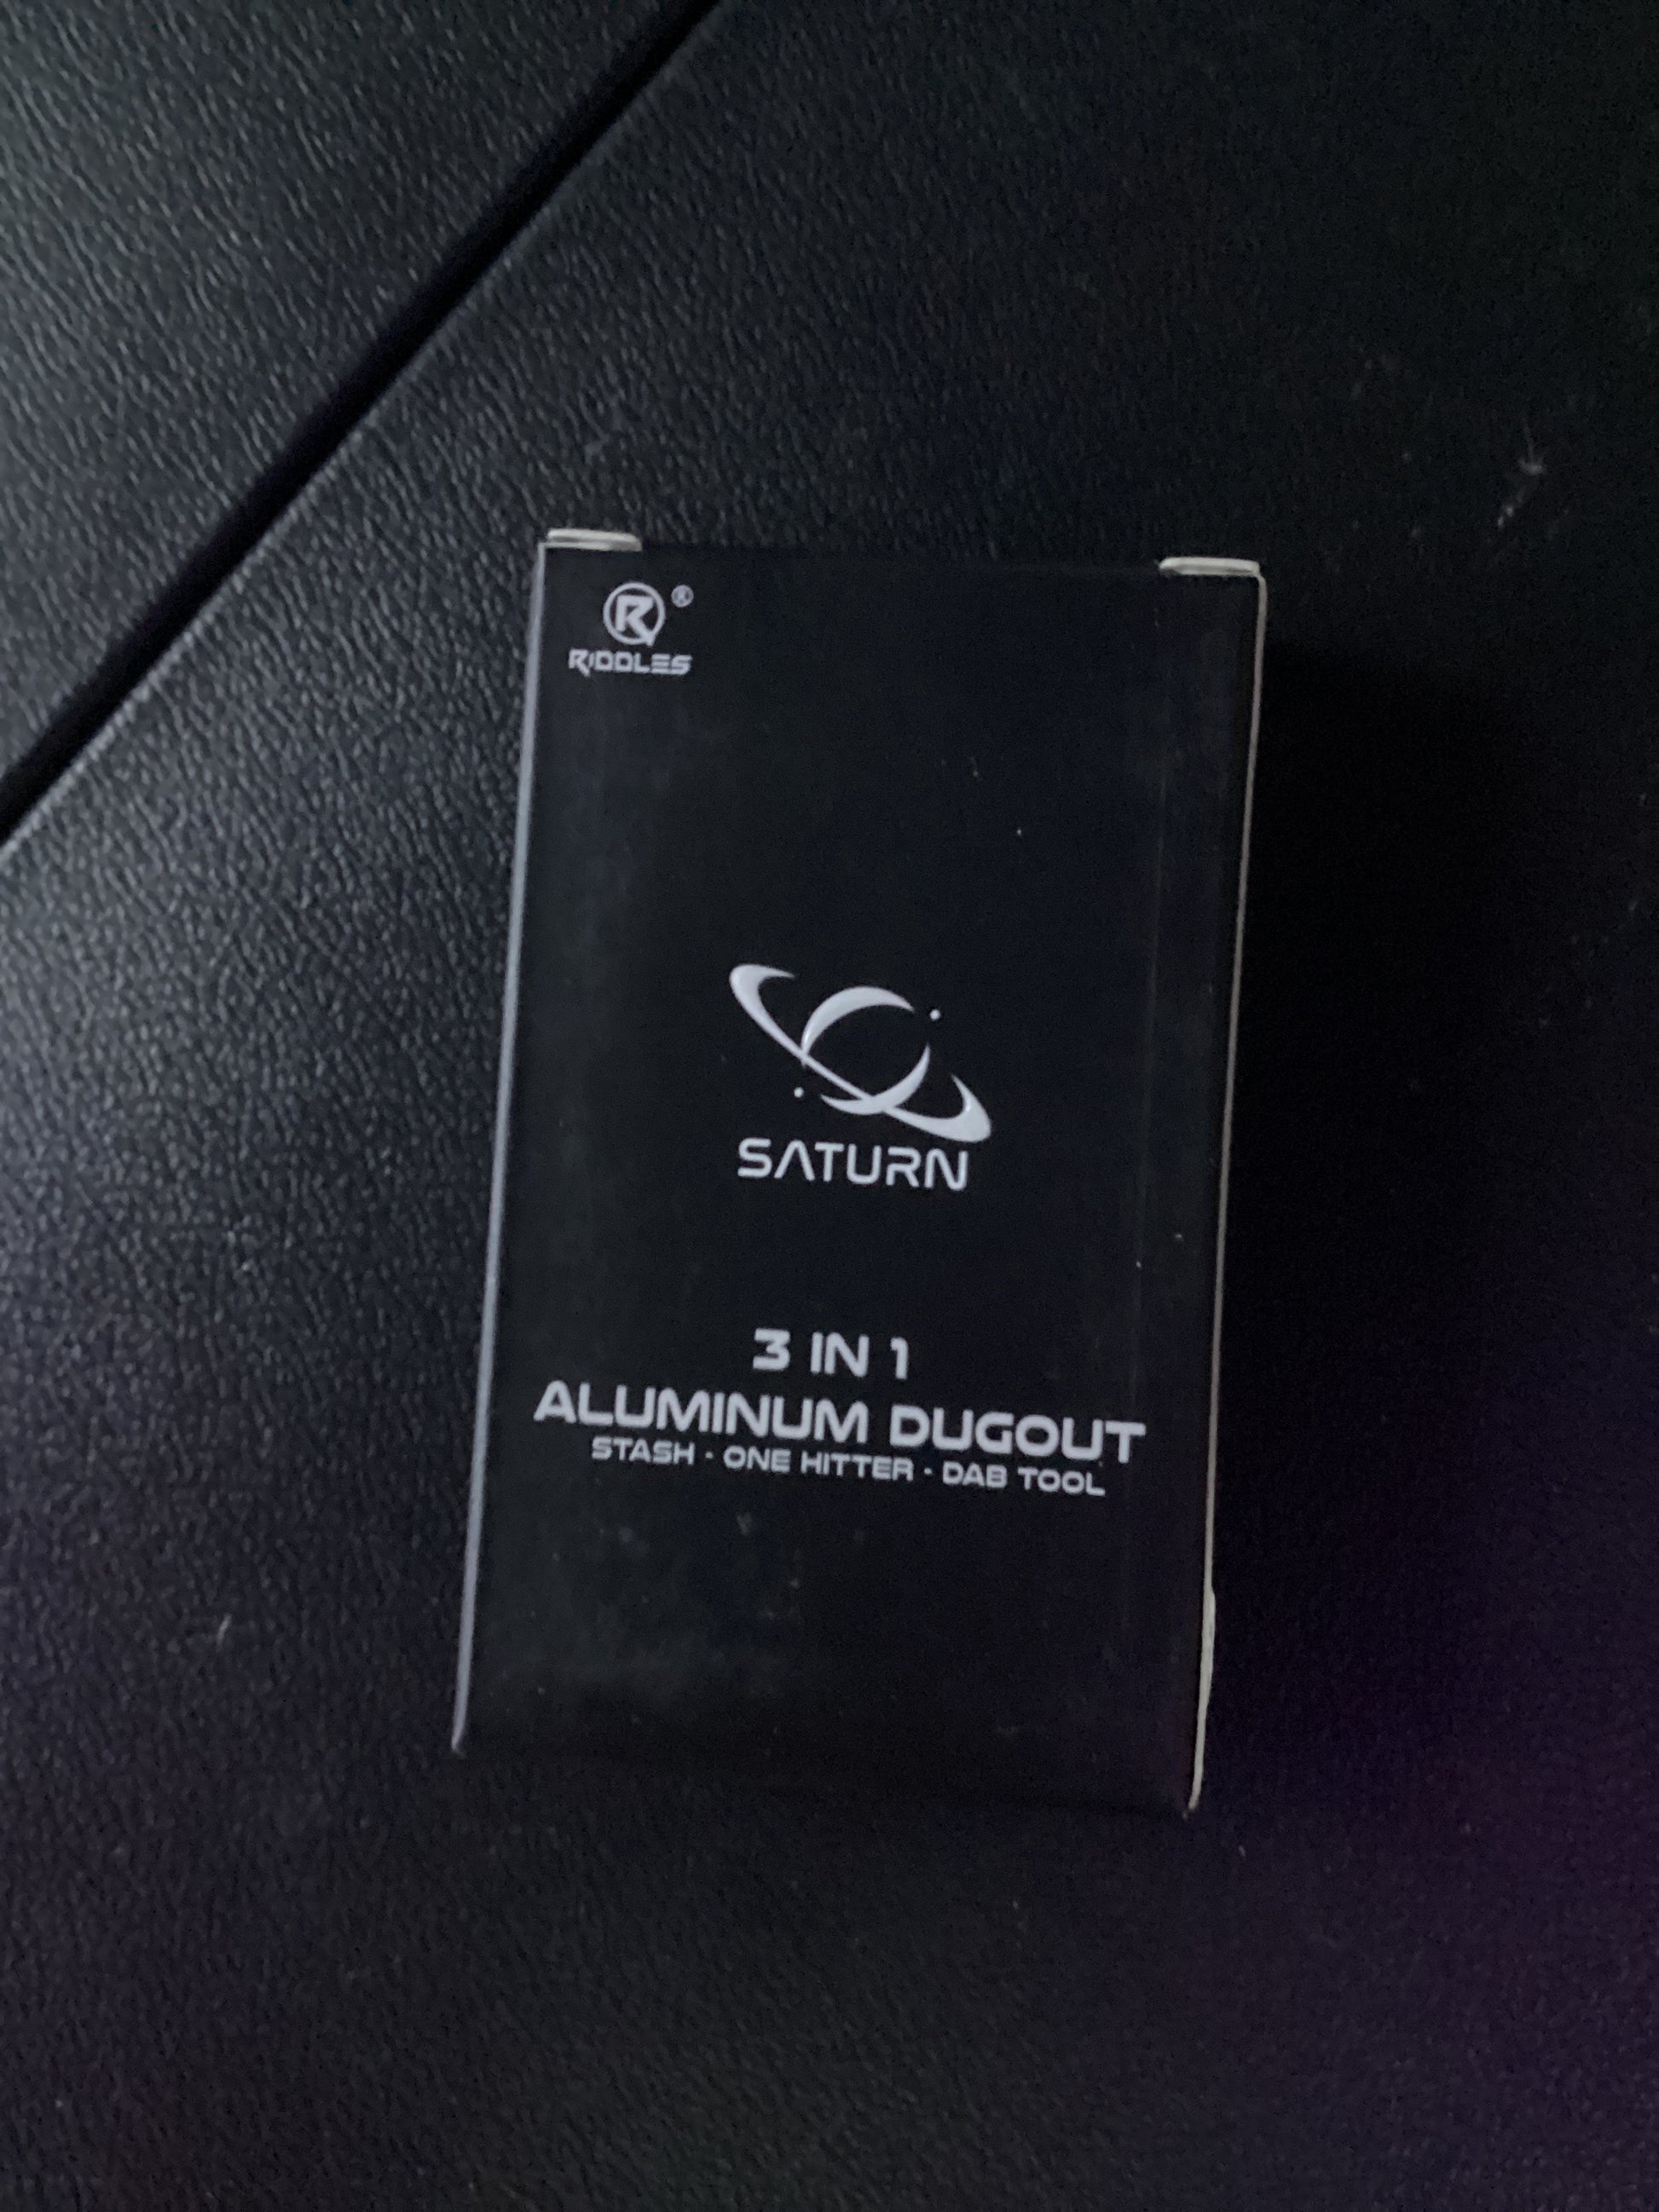 R ®
RIDDLES
SATURN
3 IN 1
ALUMINUM DUGOUT
STASH · ONE HITTER · DAB TOOL